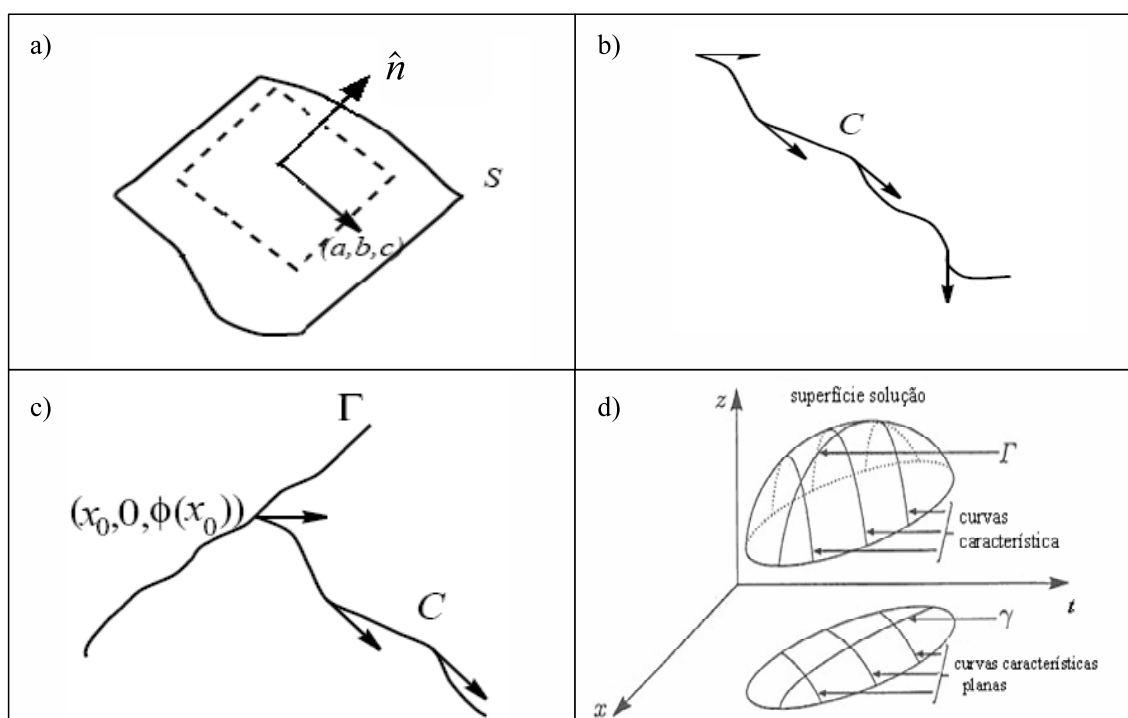 a)
n̂
S
(a,b,c)
b)
C
c)
Γ
(x₀,0,ϕ(x₀))
C
d)
z
superfície solução
Γ
curvas
característica
t
γ
curvas características
planas
x